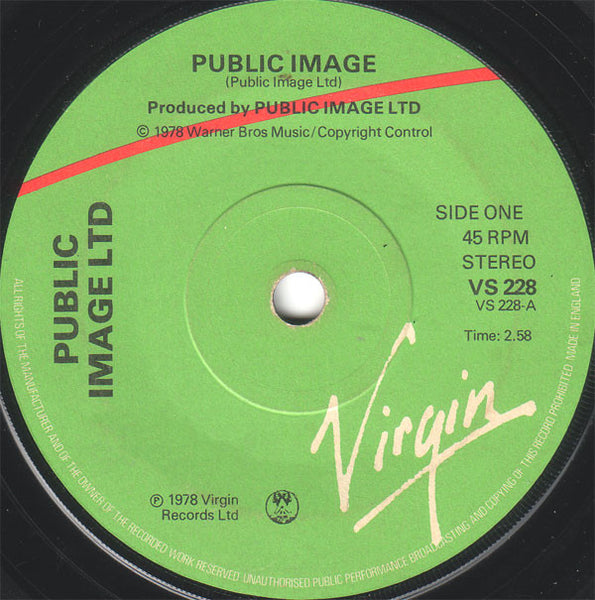 PUBLIC IMAGE
(Public Image Ltd)
Produced by PUBLIC IMAGE LTD
© 1978 Warner Bros Music/Copyright Control
PUBLIC
IMAGE LTD
SIDE ONE
45 RPM
STEREO
VS 228
VS 228-A
Time: 2.58
Virgin
℗ 1978 Virgin
Records Ltd
ALL RIGHTS OF THE MANUFACTURER AND OF THE OWNER OF THE RECORDED WORK RESERVED UNAUTHORISED PUBLIC PERFORMANCE BROADCASTING AND COPYING OF THIS RECORD PROHIBITED. MADE IN ENGLAND